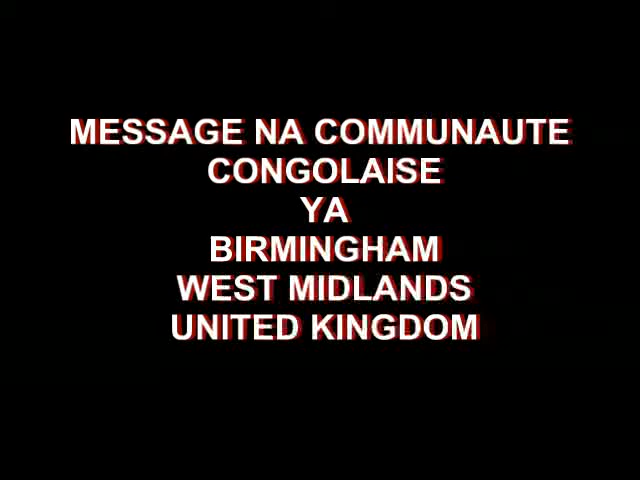 MESSAGE NA COMMUNAUTE
CONGOLAISE
YA
BIRMINGHAM
WEST MIDLANDS
UNITED KINGDOM